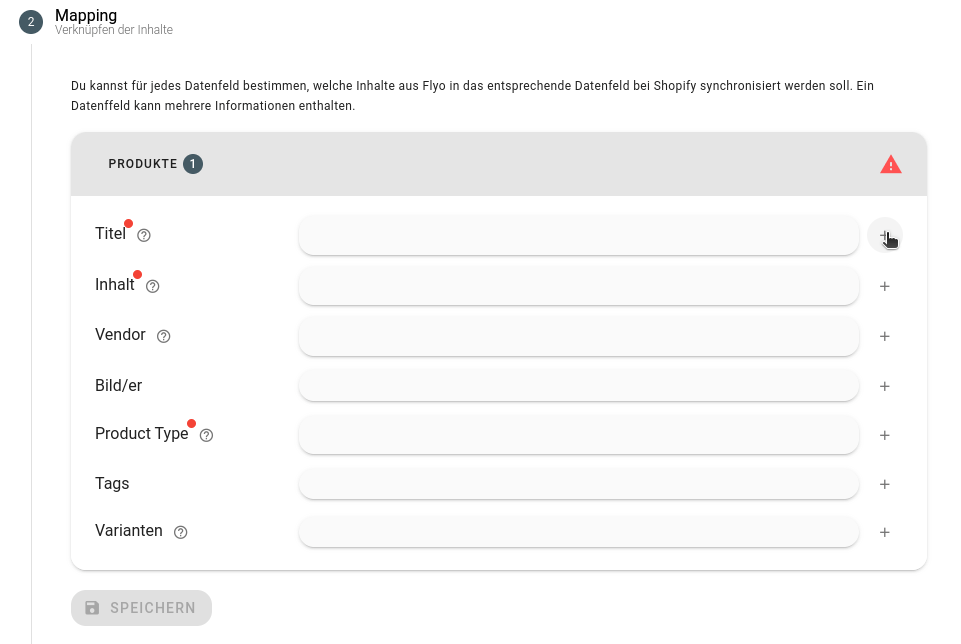 2
Mapping
Verknüpfen der Inhalte
Du kannst für jedes Datenfeld bestimmen, welche Inhalte aus Flyo in das entsprechende Datenfeld bei Shopify synchronisiert werden soll. Ein
Datenffeld kann mehrere Informationen enthalten.
PRODUKTE 1
Titel
Inhalt
Vendor
Bild/er
Product Type
Tags
Varianten
SPEICHERN